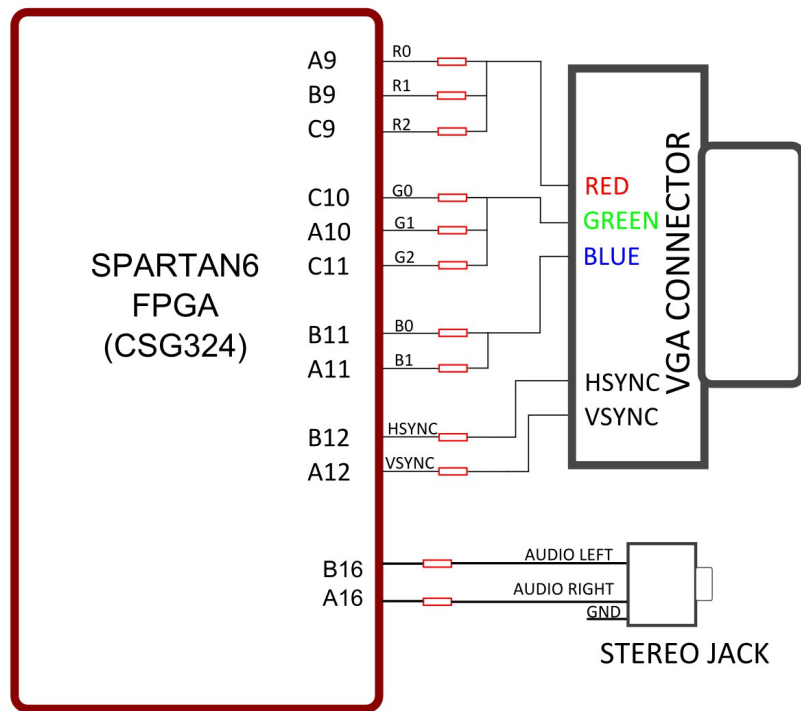 A9 R0
B9 R1
C9 R2
C10 G0
A10 G1
C11 G2
B11 B0
A11 B1
B12 HSYNC
A12 VSYNC
B16
A16
SPARTAN6
FPGA
(CSG324)
RED
GREEN
BLUE
HSYNC
VSYNC
VGA CONNECTOR
AUDIO LEFT
AUDIO RIGHT
GND
STEREO JACK